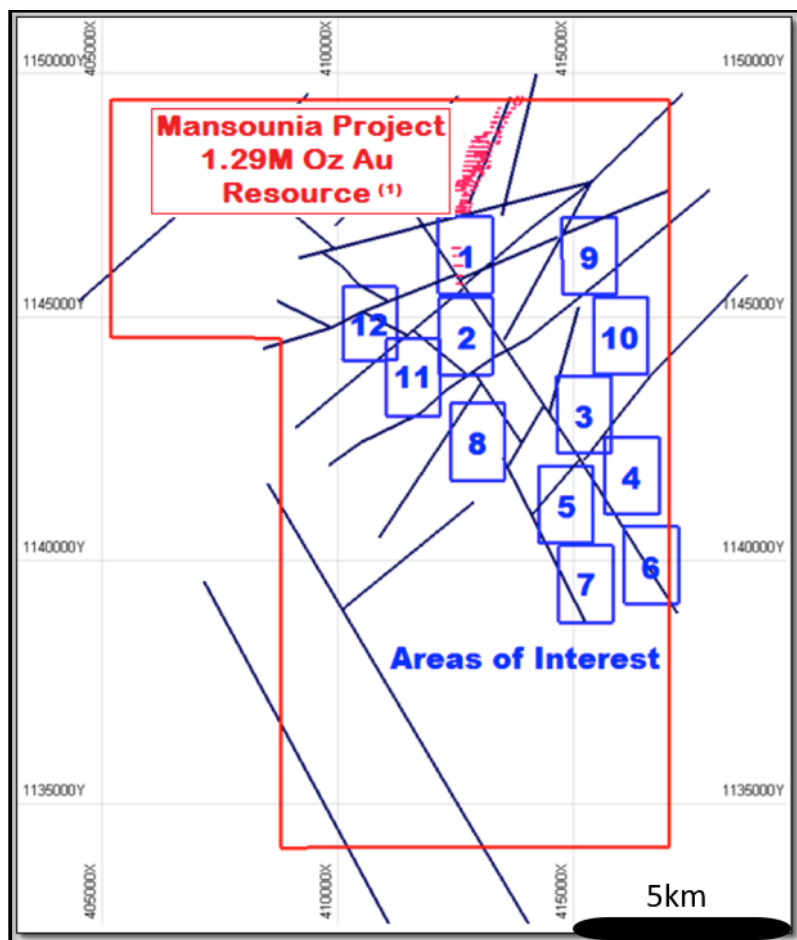 405000X
410000X
415000X
1150000Y
1150000Y
Mansounia Project
1.29M Oz Au
Resource (1)
1
9
1145000Y
1145000Y
12
2
10
11
3
8
4
5
1140000Y
1140000Y
6
7
Areas of Interest
1135000Y
1135000Y
405000X
410000X
415000X
5km